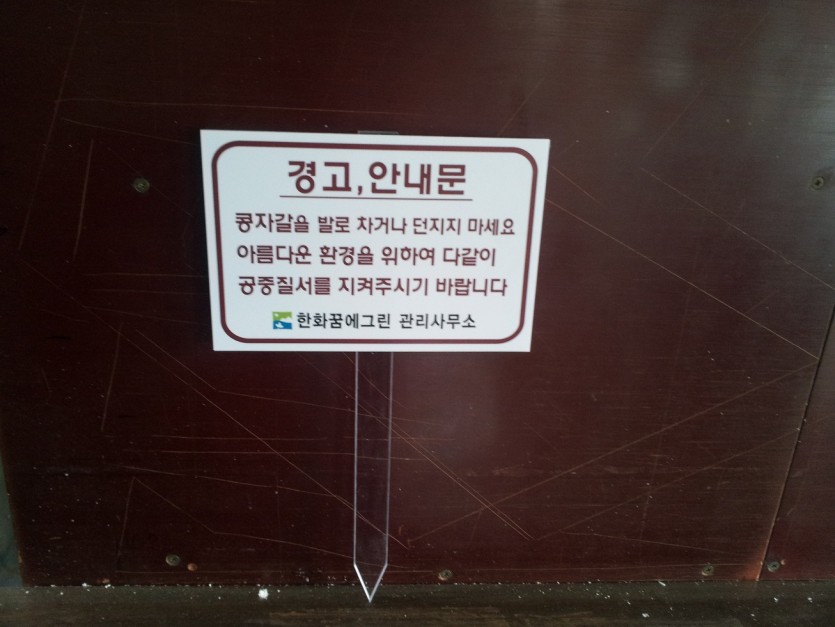 경고,안내문
콩자갈을 발로 차거나 던지지 마세요
아름다운 환경을 위하여 다같이
공중질서를 지켜주시기 바랍니다
한화꿈에그린 관리사무소